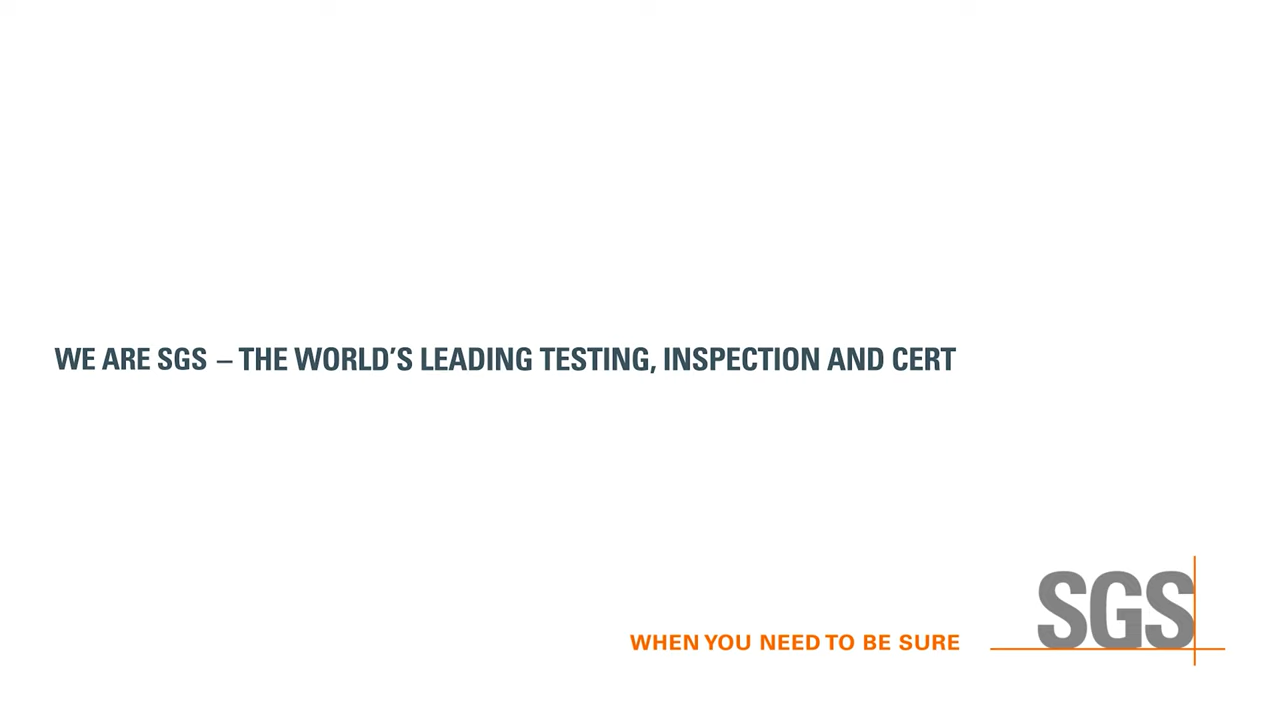 WE ARE SGS – THE WORLD’S LEADING TESTING, INSPECTION AND CERT
WHEN YOU NEED TO BE SURE
SGS